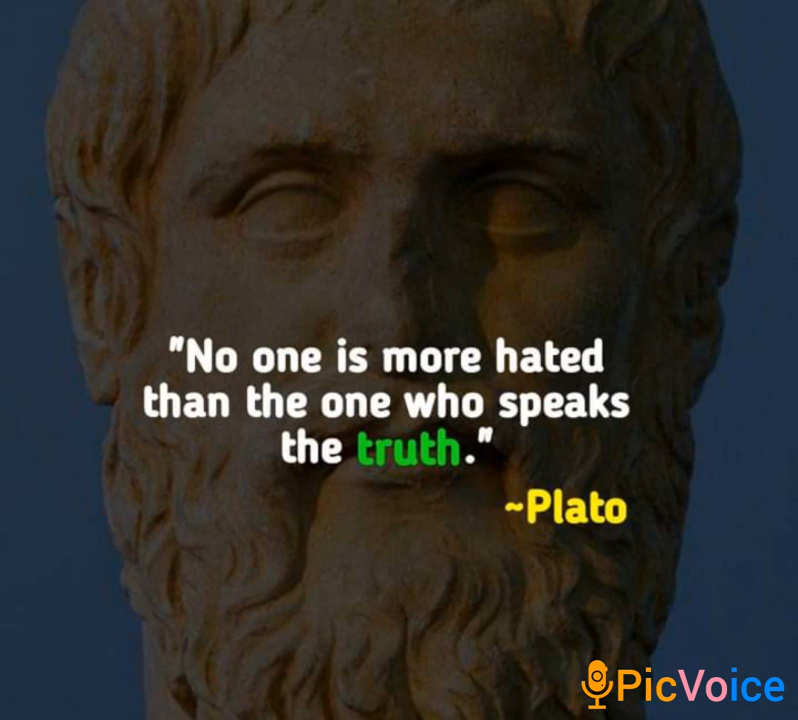 "No one is more hated
than the one who speaks
the truth."
~Plato
PicVoice